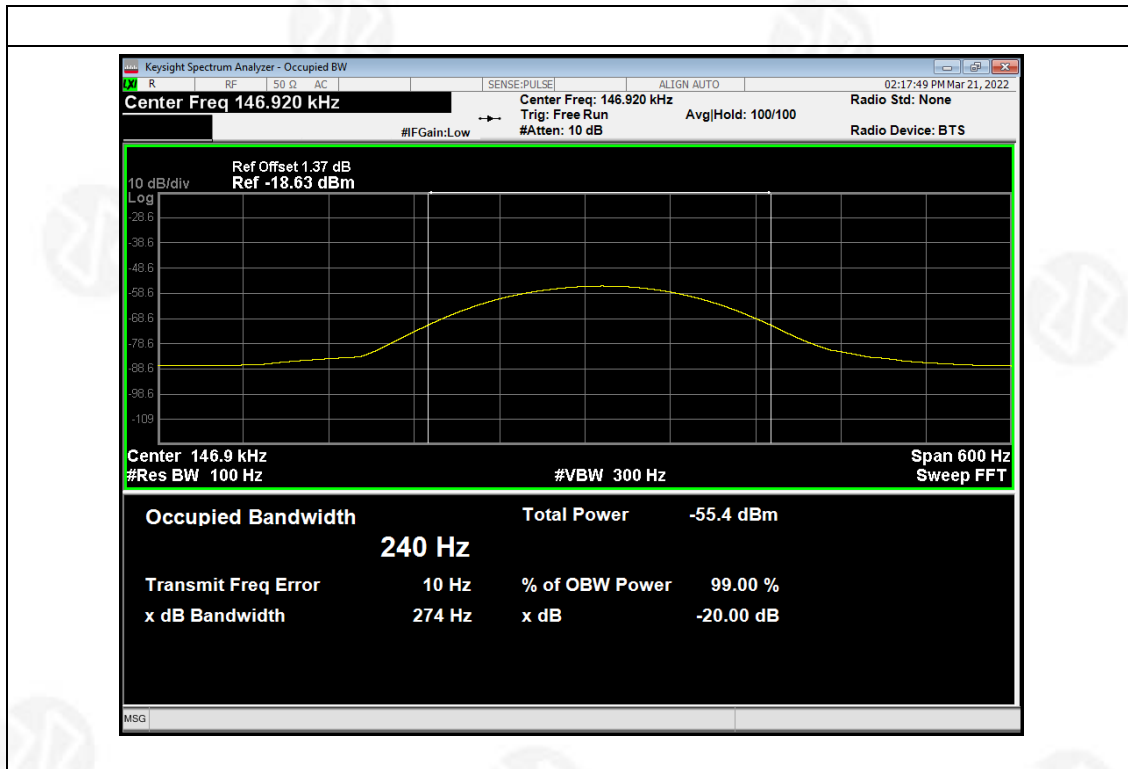 Keysight Spectrum Analyzer - Occupied BW
LXI R RF 50 Ω AC SENSE:PULSE ALIGN AUTO 02:17:49 PM Mar 21, 2022
Center Freq 146.920 kHz Center Freq: 146.920 kHz Radio Std: None
Trig: Free Run Avg|Hold: 100/100
#IFGain:Low #Atten: 10 dB Radio Device: BTS
Ref Offset 1.37 dB
10 dB/div Ref -18.63 dBm
Log
-28.6
-38.6
-48.6
-58.6
-68.6
-78.6
-88.6
-98.6
-109
Center 146.9 kHz Span 600 Hz
#Res BW 100 Hz #VBW 300 Hz Sweep FFT
Occupied Bandwidth Total Power -55.4 dBm
240 Hz
Transmit Freq Error 10 Hz % of OBW Power 99.00 %
x dB Bandwidth 274 Hz x dB -20.00 dB
MSG